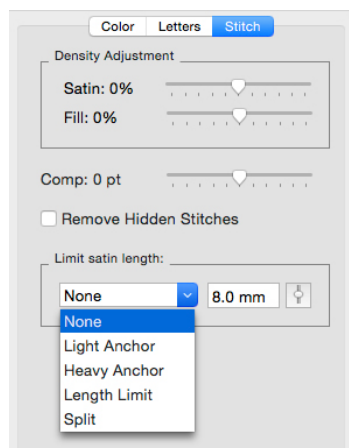 Color Letters Stitch
Density Adjustment
Satin: 0%
Fill: 0%
Comp: 0 pt
Remove Hidden Stitches
Limit satin length:
None 8.0 mm
None
Light Anchor
Heavy Anchor
Length Limit
Split